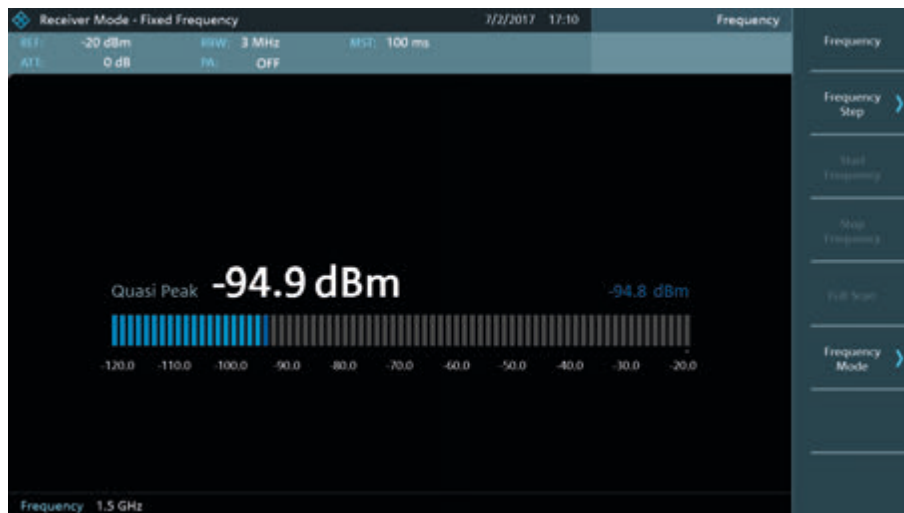 Receiver Mode - Fixed Frequency 7/2/2017 17:10 Frequency
REF: -20 dBm RBW: 3 MHz MST: 100 ms
ATT: 0 dB PA: OFF
Frequency
Frequency
Step
Start
Frequency
Stop
Frequency
Full Scan
Frequency
Mode
Quasi Peak -94.9 dBm -94.8 dBm
-120.0 -110.0 -100.0 -90.0 -80.0 -70.0 -60.0 -50.0 -40.0 -30.0 -20.0
Frequency 1.5 GHz